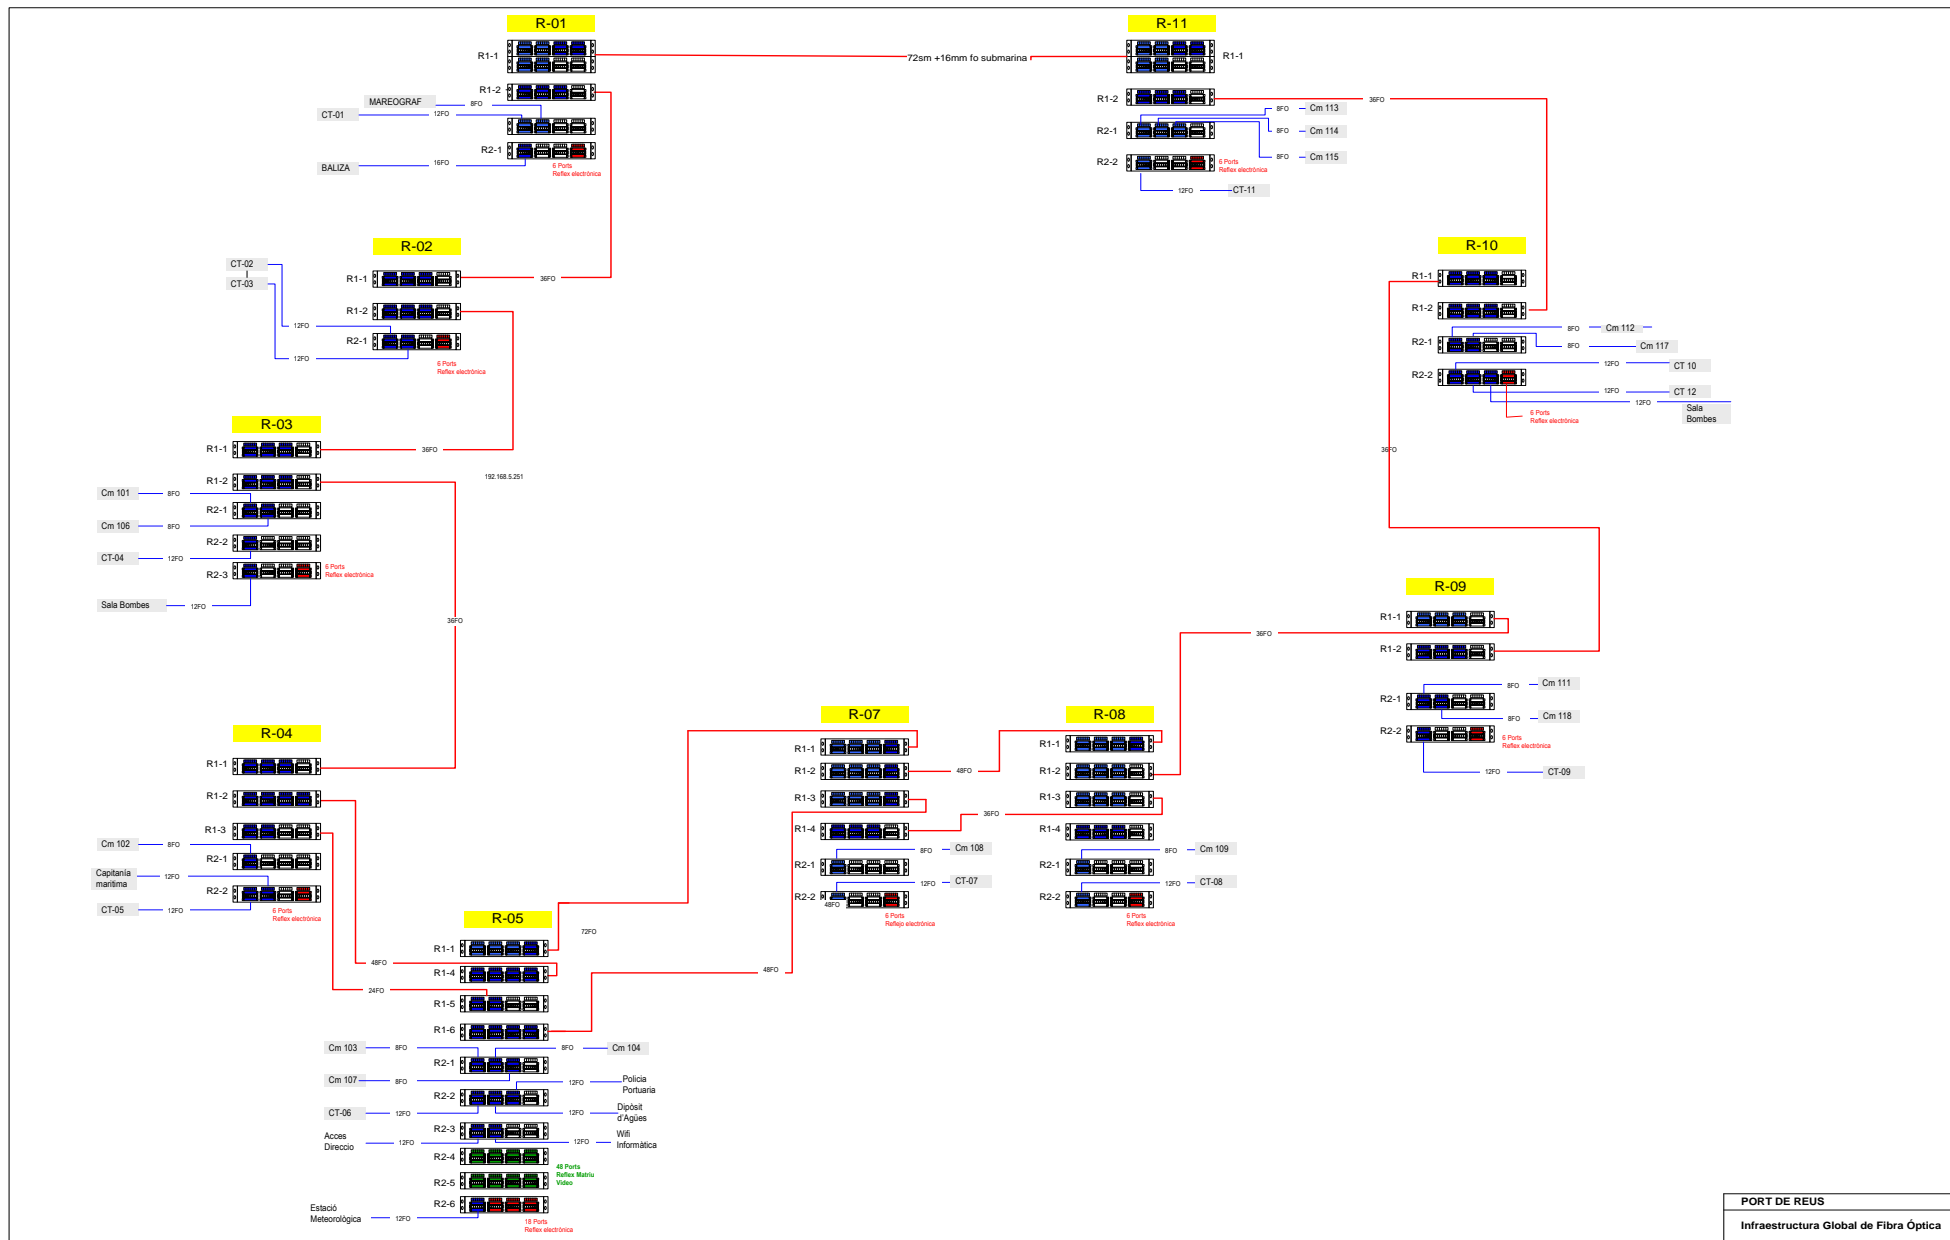 R-01
R1-1
R1-2
MAREOGRAF
8FO
CT-01
12FO
R2-1
BALIZA
16FO
6 Ports
Reflex electrónica
72sm +16mm fo submarina
R-11
R1-1
R1-2
36FO
R2-1
8FO
Cm 113
8FO
Cm 114
8FO
Cm 115
R2-2
6 Ports
Reflex electrónica
12FO
CT-11
R-02
CT-02
CT-03
R1-1
36FO
R1-2
12FO
R2-1
12FO
6 Ports
Reflex electrónica
R-10
R1-1
R1-2
R2-1
8FO
Cm 112
8FO
Cm 117
R2-2
12FO
CT 10
12FO
CT 12
12FO
Sala
Bombes
6 Ports
Reflex electrónica
36FO
R-03
R1-1
36FO
192.168.5.251
R1-2
Cm 101
8FO
R2-1
Cm 106
8FO
R2-2
CT-04
12FO
R2-3
6 Ports
Reflex electrónica
Sala Bombes
12FO
36FO
R-09
R1-1
36FO
R1-2
R2-1
8FO
Cm 111
8FO
Cm 118
R2-2
6 Ports
Reflex electrónica
12FO
CT-09
R-04
R1-1
R1-2
R1-3
Cm 102
8FO
R2-1
Capitanía
maritima
12FO
R2-2
CT-05
12FO
6 Ports
Reflex electrónica
R-07
R1-1
R1-2
48FO
R1-3
R1-4
36FO
R2-1
8FO
Cm 108
R2-2
12FO
CT-07
48FO
6 Ports
Reflejo electrónica
R-08
R1-1
R1-2
R1-3
R1-4
R2-1
8FO
Cm 109
R2-2
12FO
CT-08
6 Ports
Reflex electrónica
R-05
R1-1
72FO
R1-4
48FO
48FO
24FO
R1-5
R1-6
Cm 103
8FO
8FO
Cm 104
R2-1
Cm 107
8FO
12FO
Policia
Portuaria
R2-2
CT-06
12FO
12FO
Dipòsit
d'Agües
R2-3
Acces
Direccio
12FO
12FO
Wifi
Informàtica
R2-4
48 Ports
Reflex Matriu
Video
R2-5
R2-6
Estació
Meteorològica
12FO
18 Ports
Reflex electrónica
PORT DE REUS
Infraestructura Global de Fibra Óptica